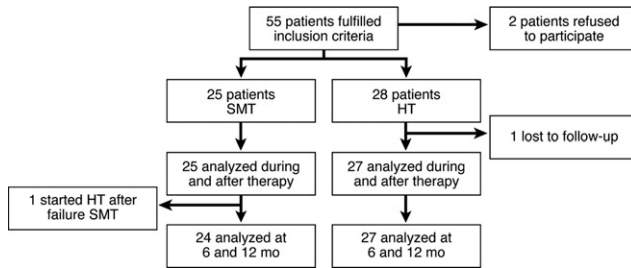 55 patients fulfilled
inclusion criteria
2 patients refused
to participate
25 patients
SMT
28 patients
HT
1 lost to follow-up
25 analyzed during
and after therapy
27 analyzed during
and after therapy
1 started HT after
failure SMT
24 analyzed at
6 and 12 mo
27 analyzed at
6 and 12 mo